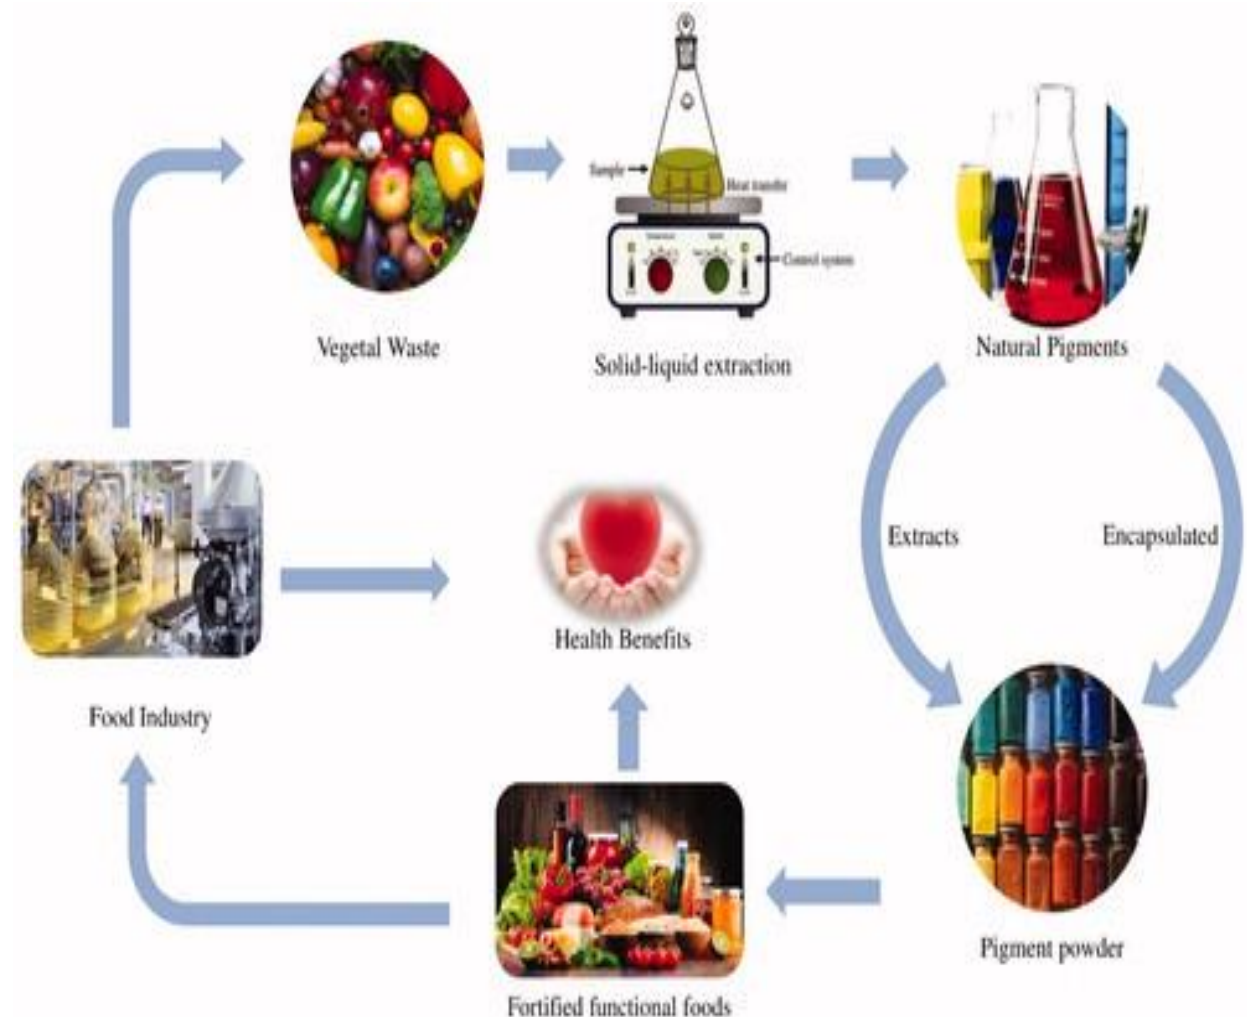 Sample
Heat transfer
Control system
Vegetal Waste
Solid-liquid extraction
Natural Pigments
Extracts
Encapsulated
Health Benefits
Food Industry
Pigment powder
Fortified functional foods